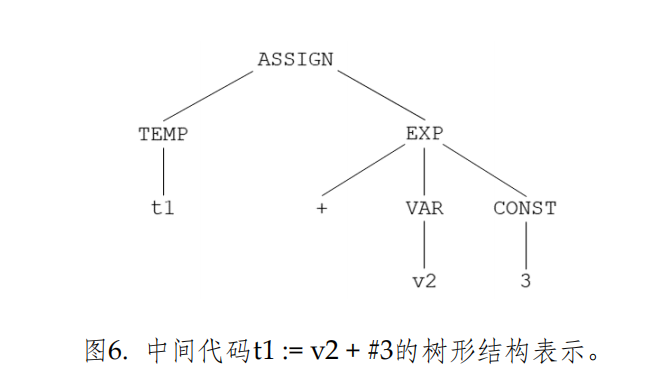 ASSIGN
TEMP EXP
t1 + VAR CONST
v2 3
图6. 中间代码t1 := v2 + #3的树形结构表示。